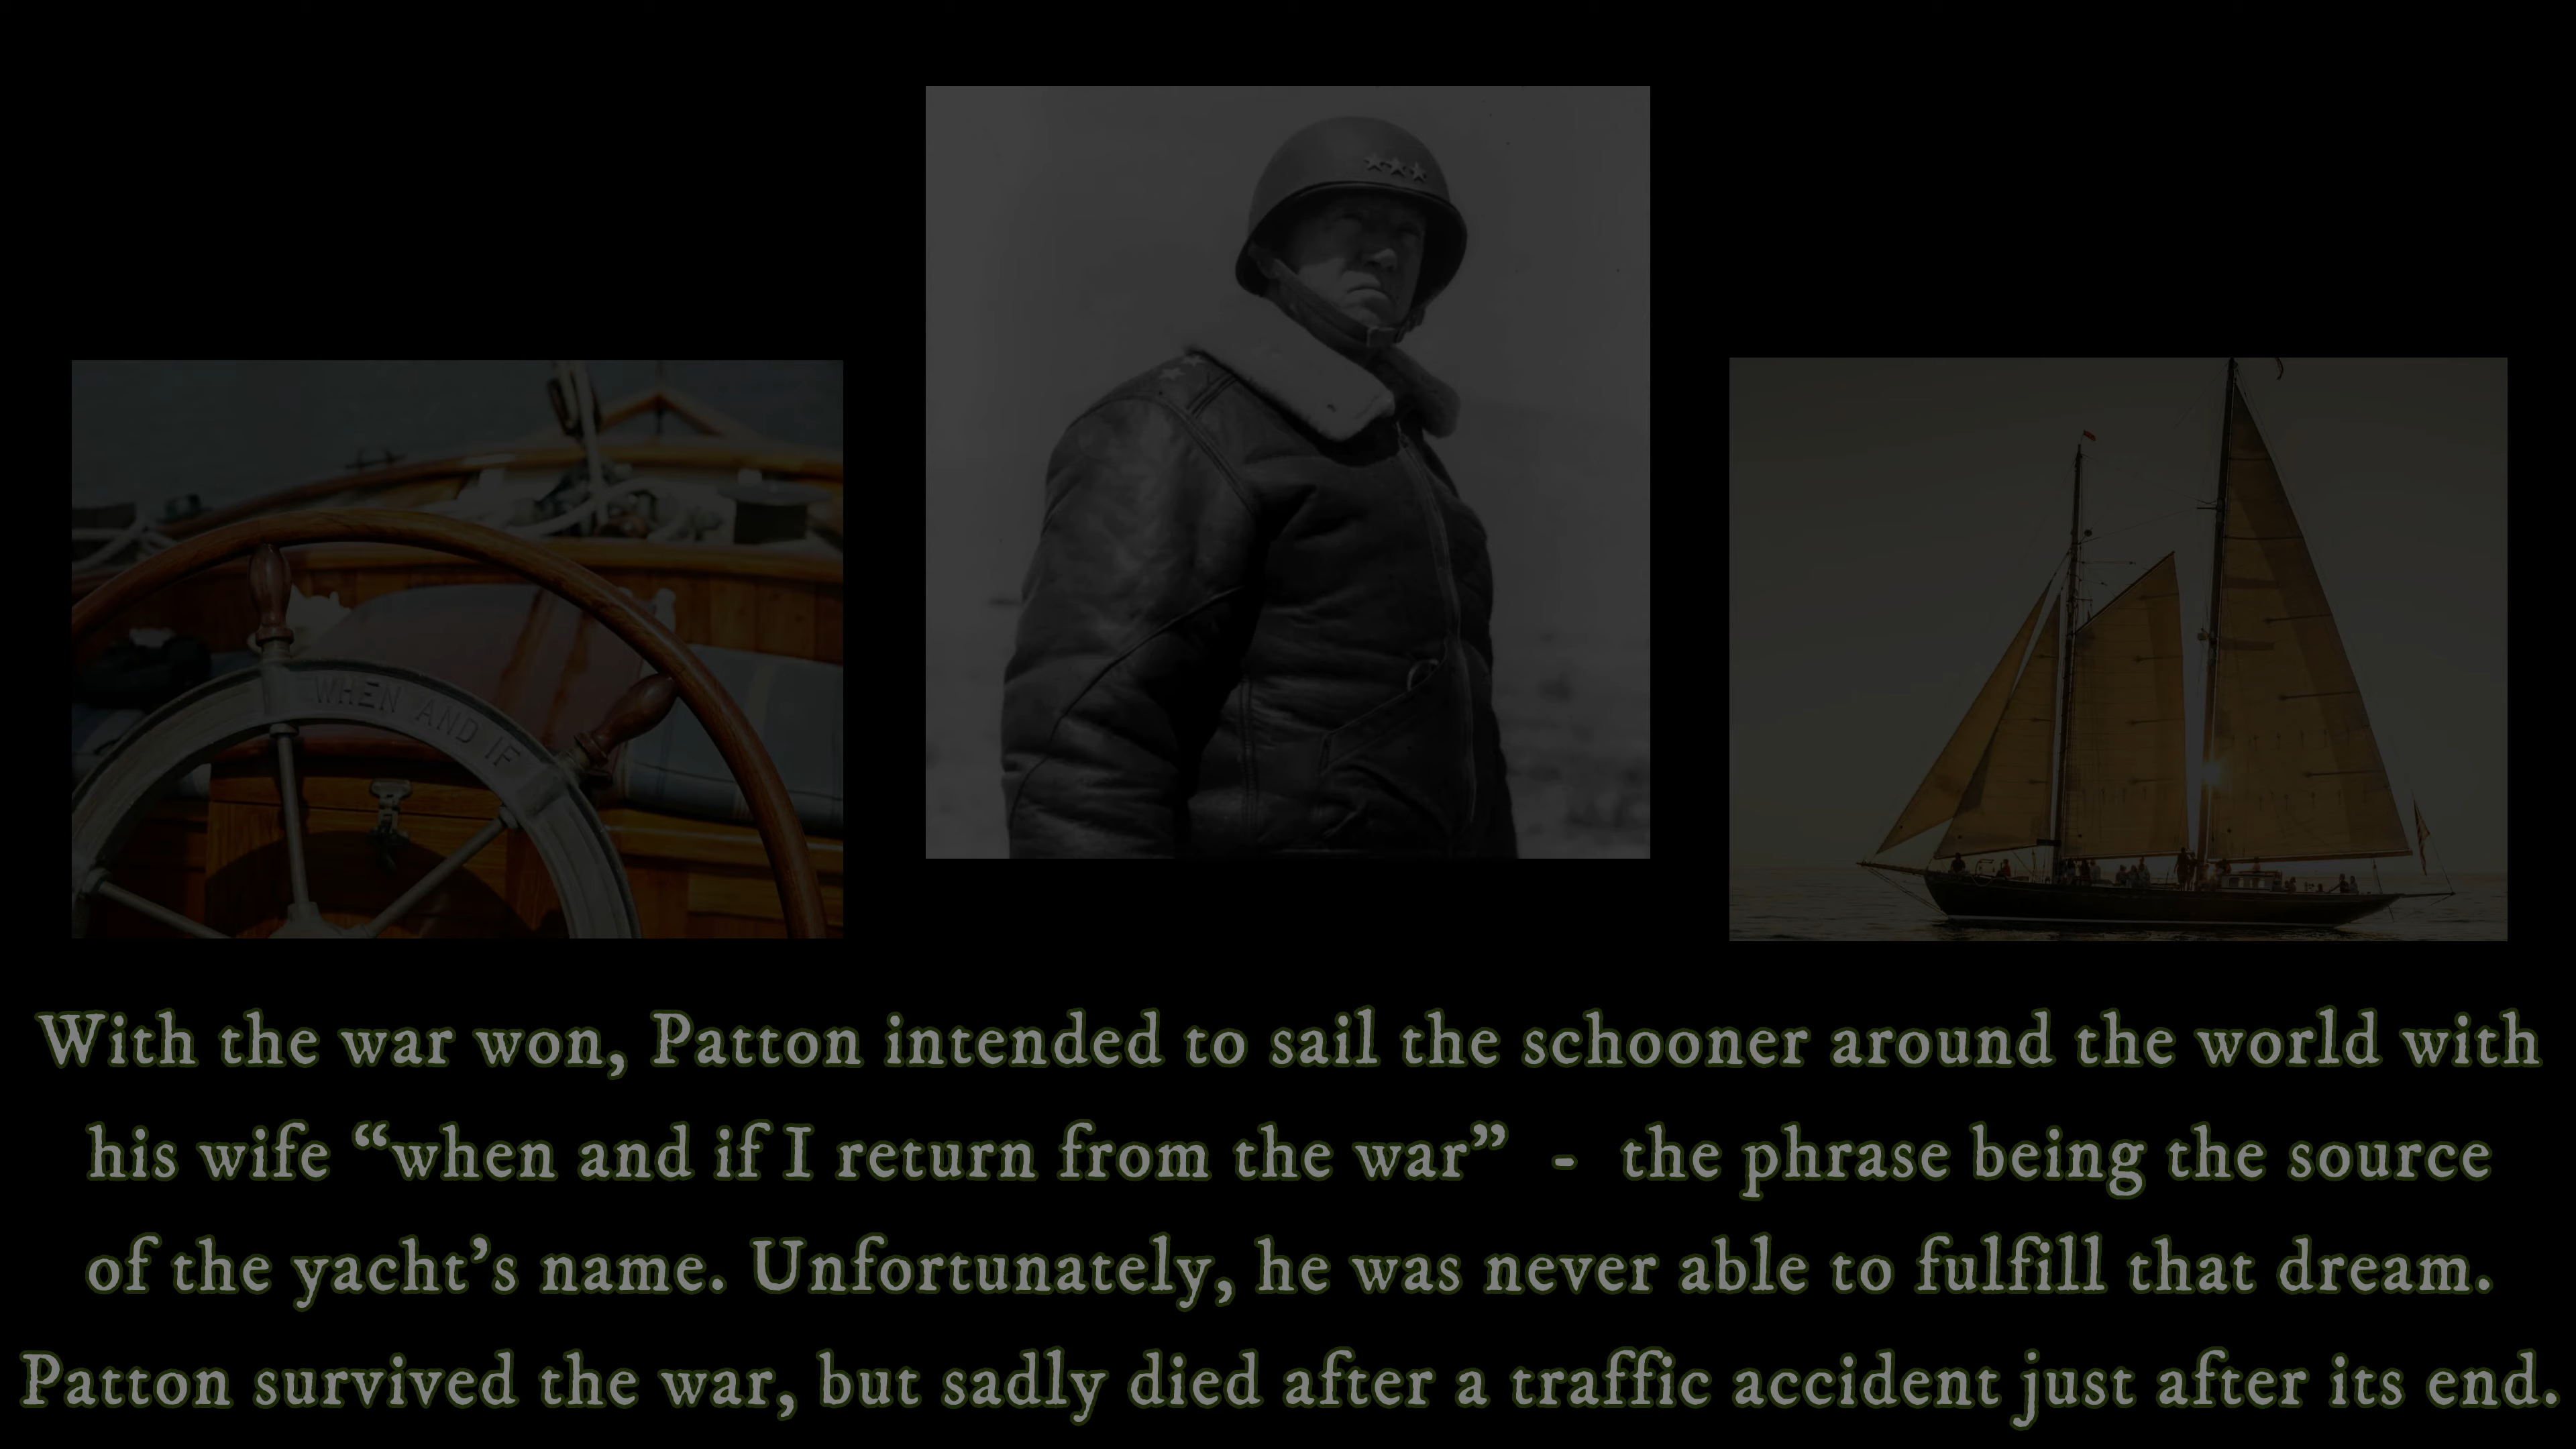 WHEN AND IF
With the war won, Patton intended to sail the schooner around the world with
his wife “when and if I return from the war” - the phrase being the source
of the yacht’s name. Unfortunately, he was never able to fulfill that dream.
Patton survived the war, but sadly died after a traffic accident just after its end.